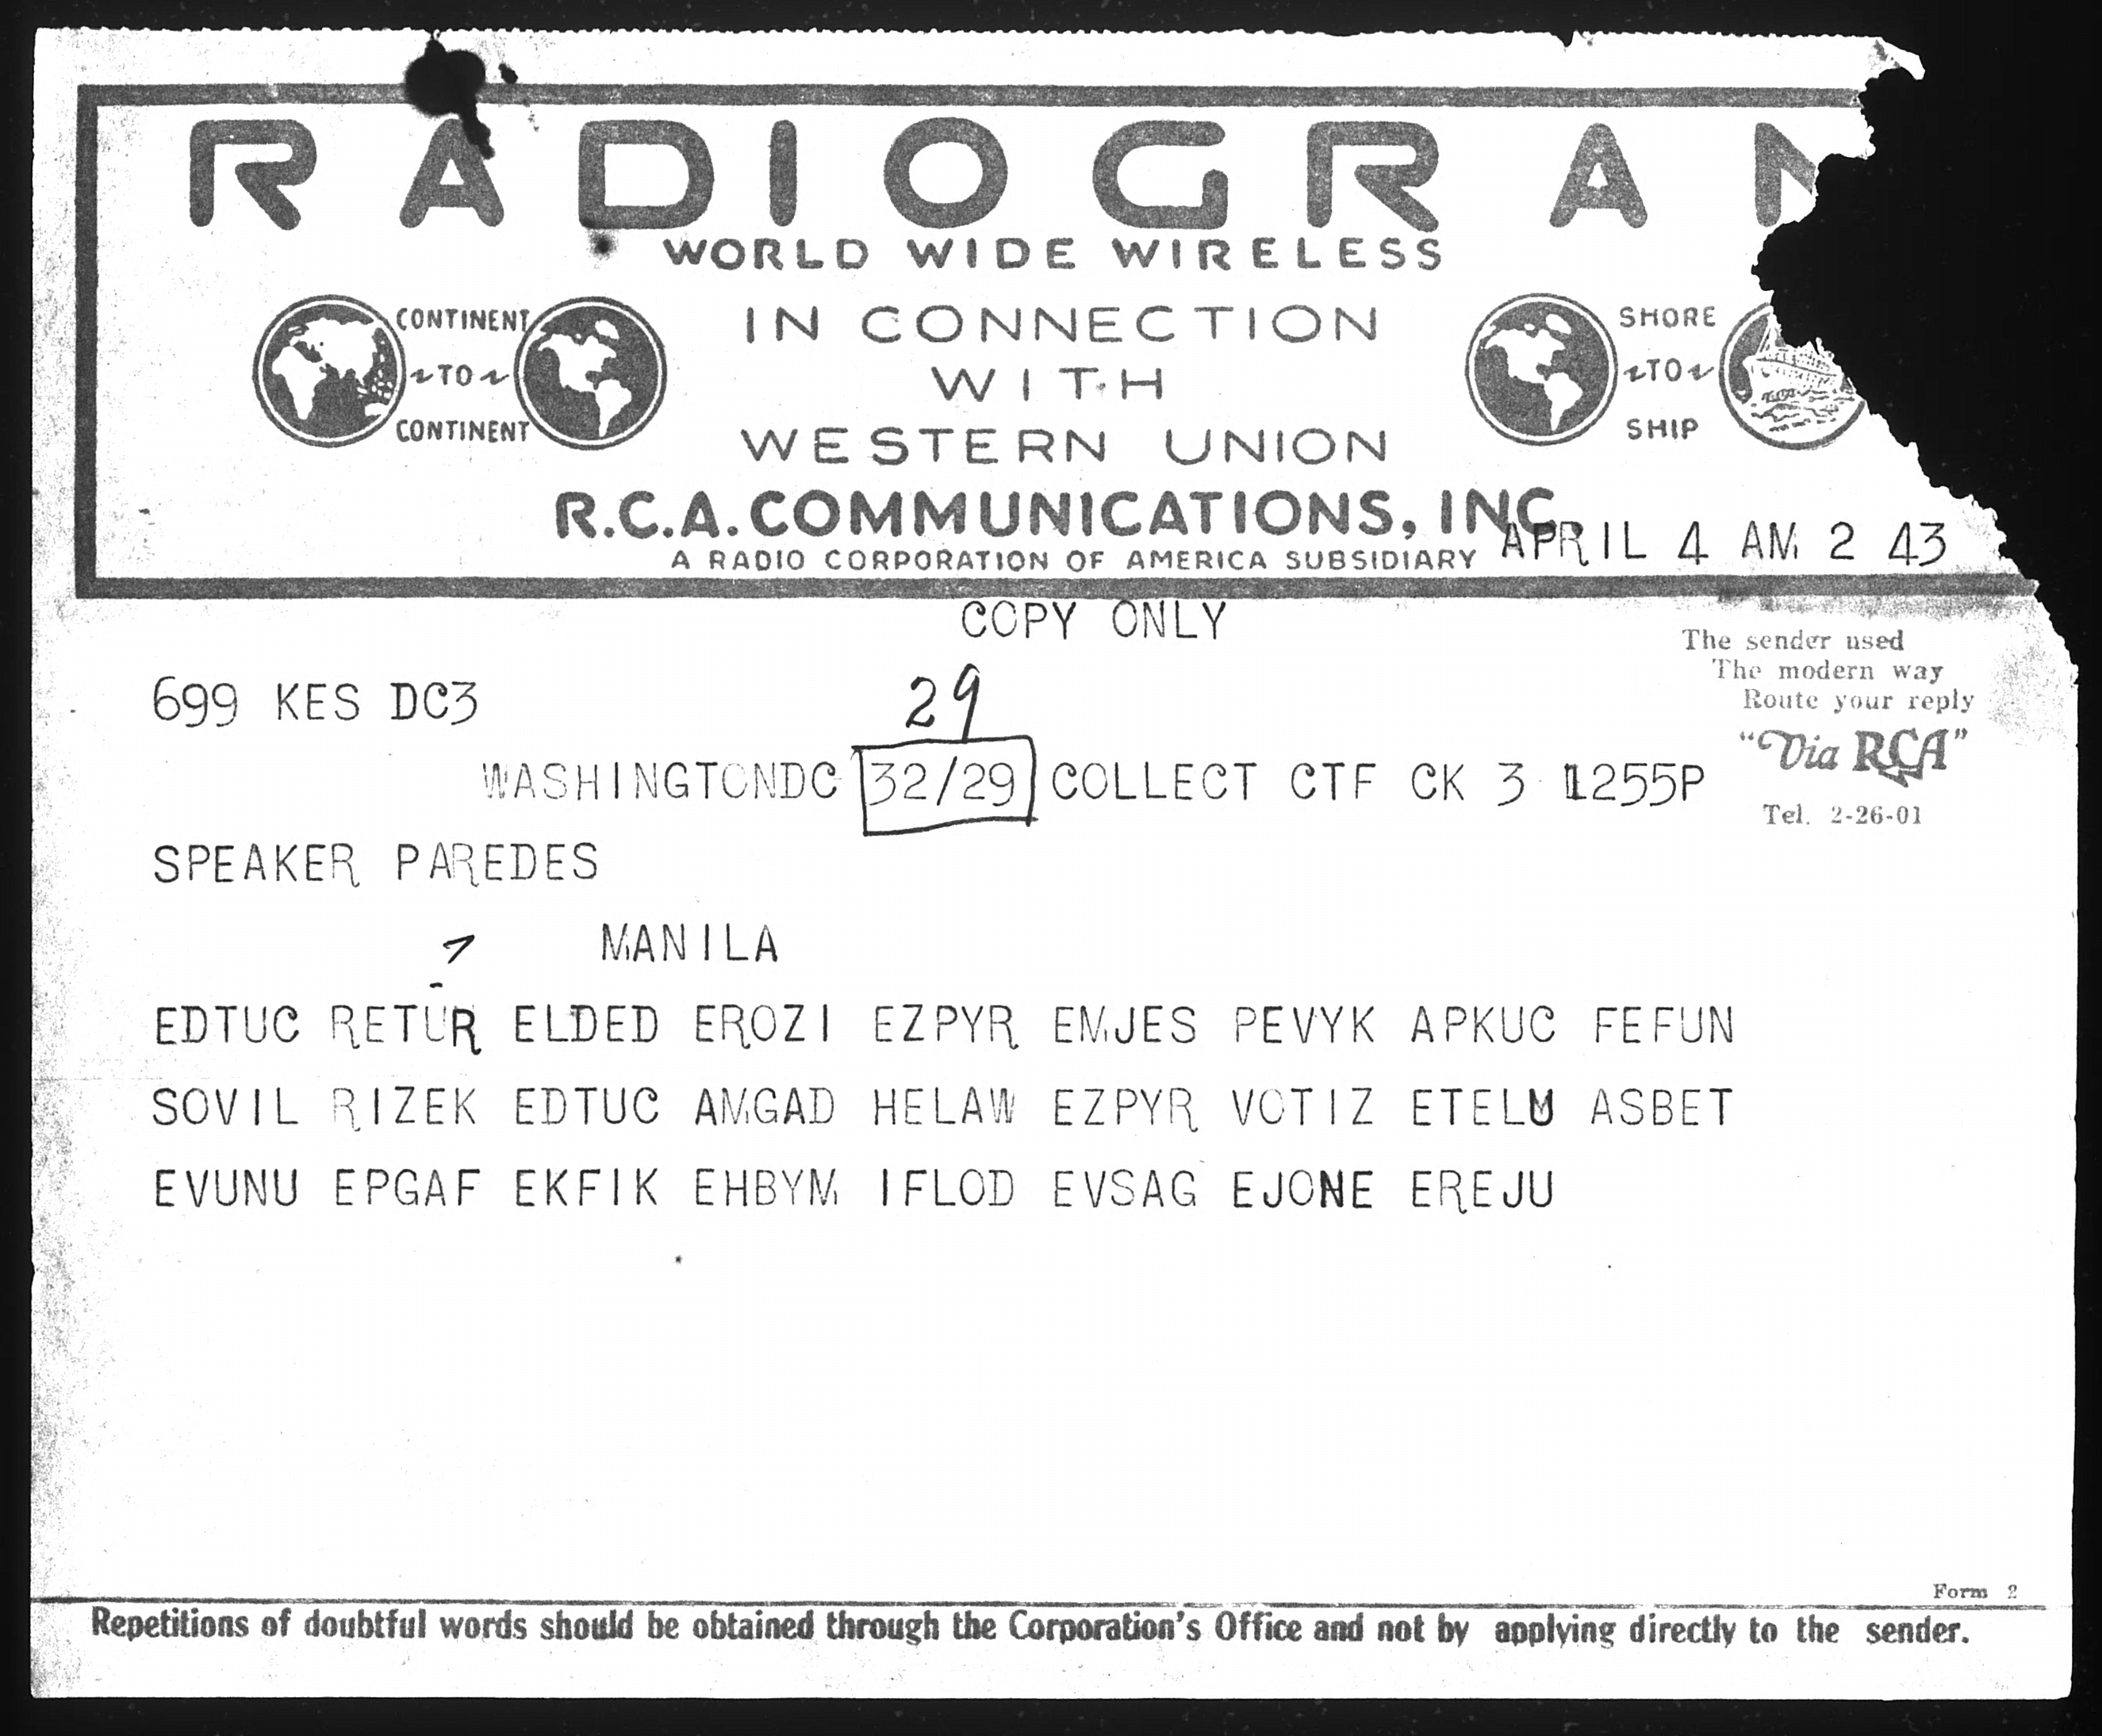 RADIOGRAM
WORLD WIDE WIRELESS
CONTINENT
TO
CONTINENT
IN CONNECTION
WITH
WESTERN UNION
SHORE
TO
SHIP
R.C.A. COMMUNICATIONS, INC.
A RADIO CORPORATION OF AMERICA SUBSIDIARY
APRIL 4 AM 2 43
COPY ONLY
The sender used
The modern way
Route your reply
"Via RCA"
Tel. 2-26-01
699 KES DC3
29
WASHINGTONDC 32/29 COLLECT CTF CK 3 1255P
SPEAKER PAREDES
MANILA
EDTUC RETUR ELDED EROZI EZPYR EMJES PEVYK APKUC FEFUN
SOVIL RIZEK EDTUC AMGAD HELAW EZPYR VOTIZ ETELU ASBET
EVUNU EPGAF EKFIK EHBYM IFLOD EVSAG EJONE EREJU
Form 2
Repetitions of doubtful words should be obtained through the Corporation's Office and not by applying directly to the sender.